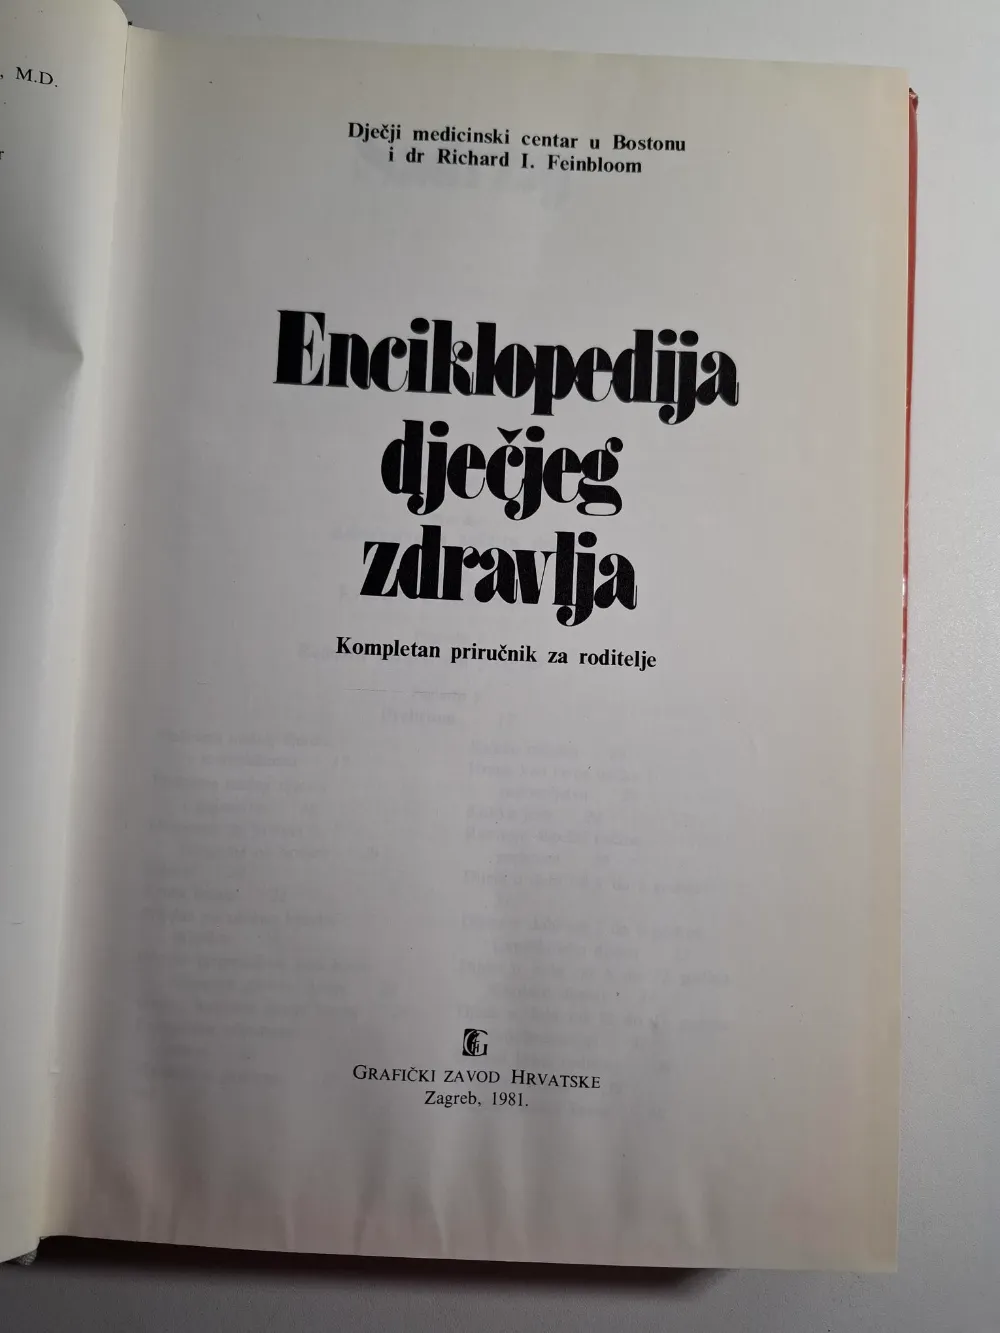 , M.D.
Dječji medicinski centar u Bostonu
i dr Richard I. Feinbloom
Enciklopedija
dječjeg
zdravlja
Kompletan priručnik za roditelje
GRAFIČKI ZAVOD HRVATSKE
Zagreb, 1981.